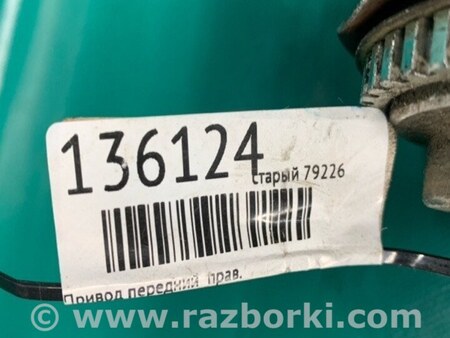 136124
старый 79226
Привод передний прав.
© www.razborki.com